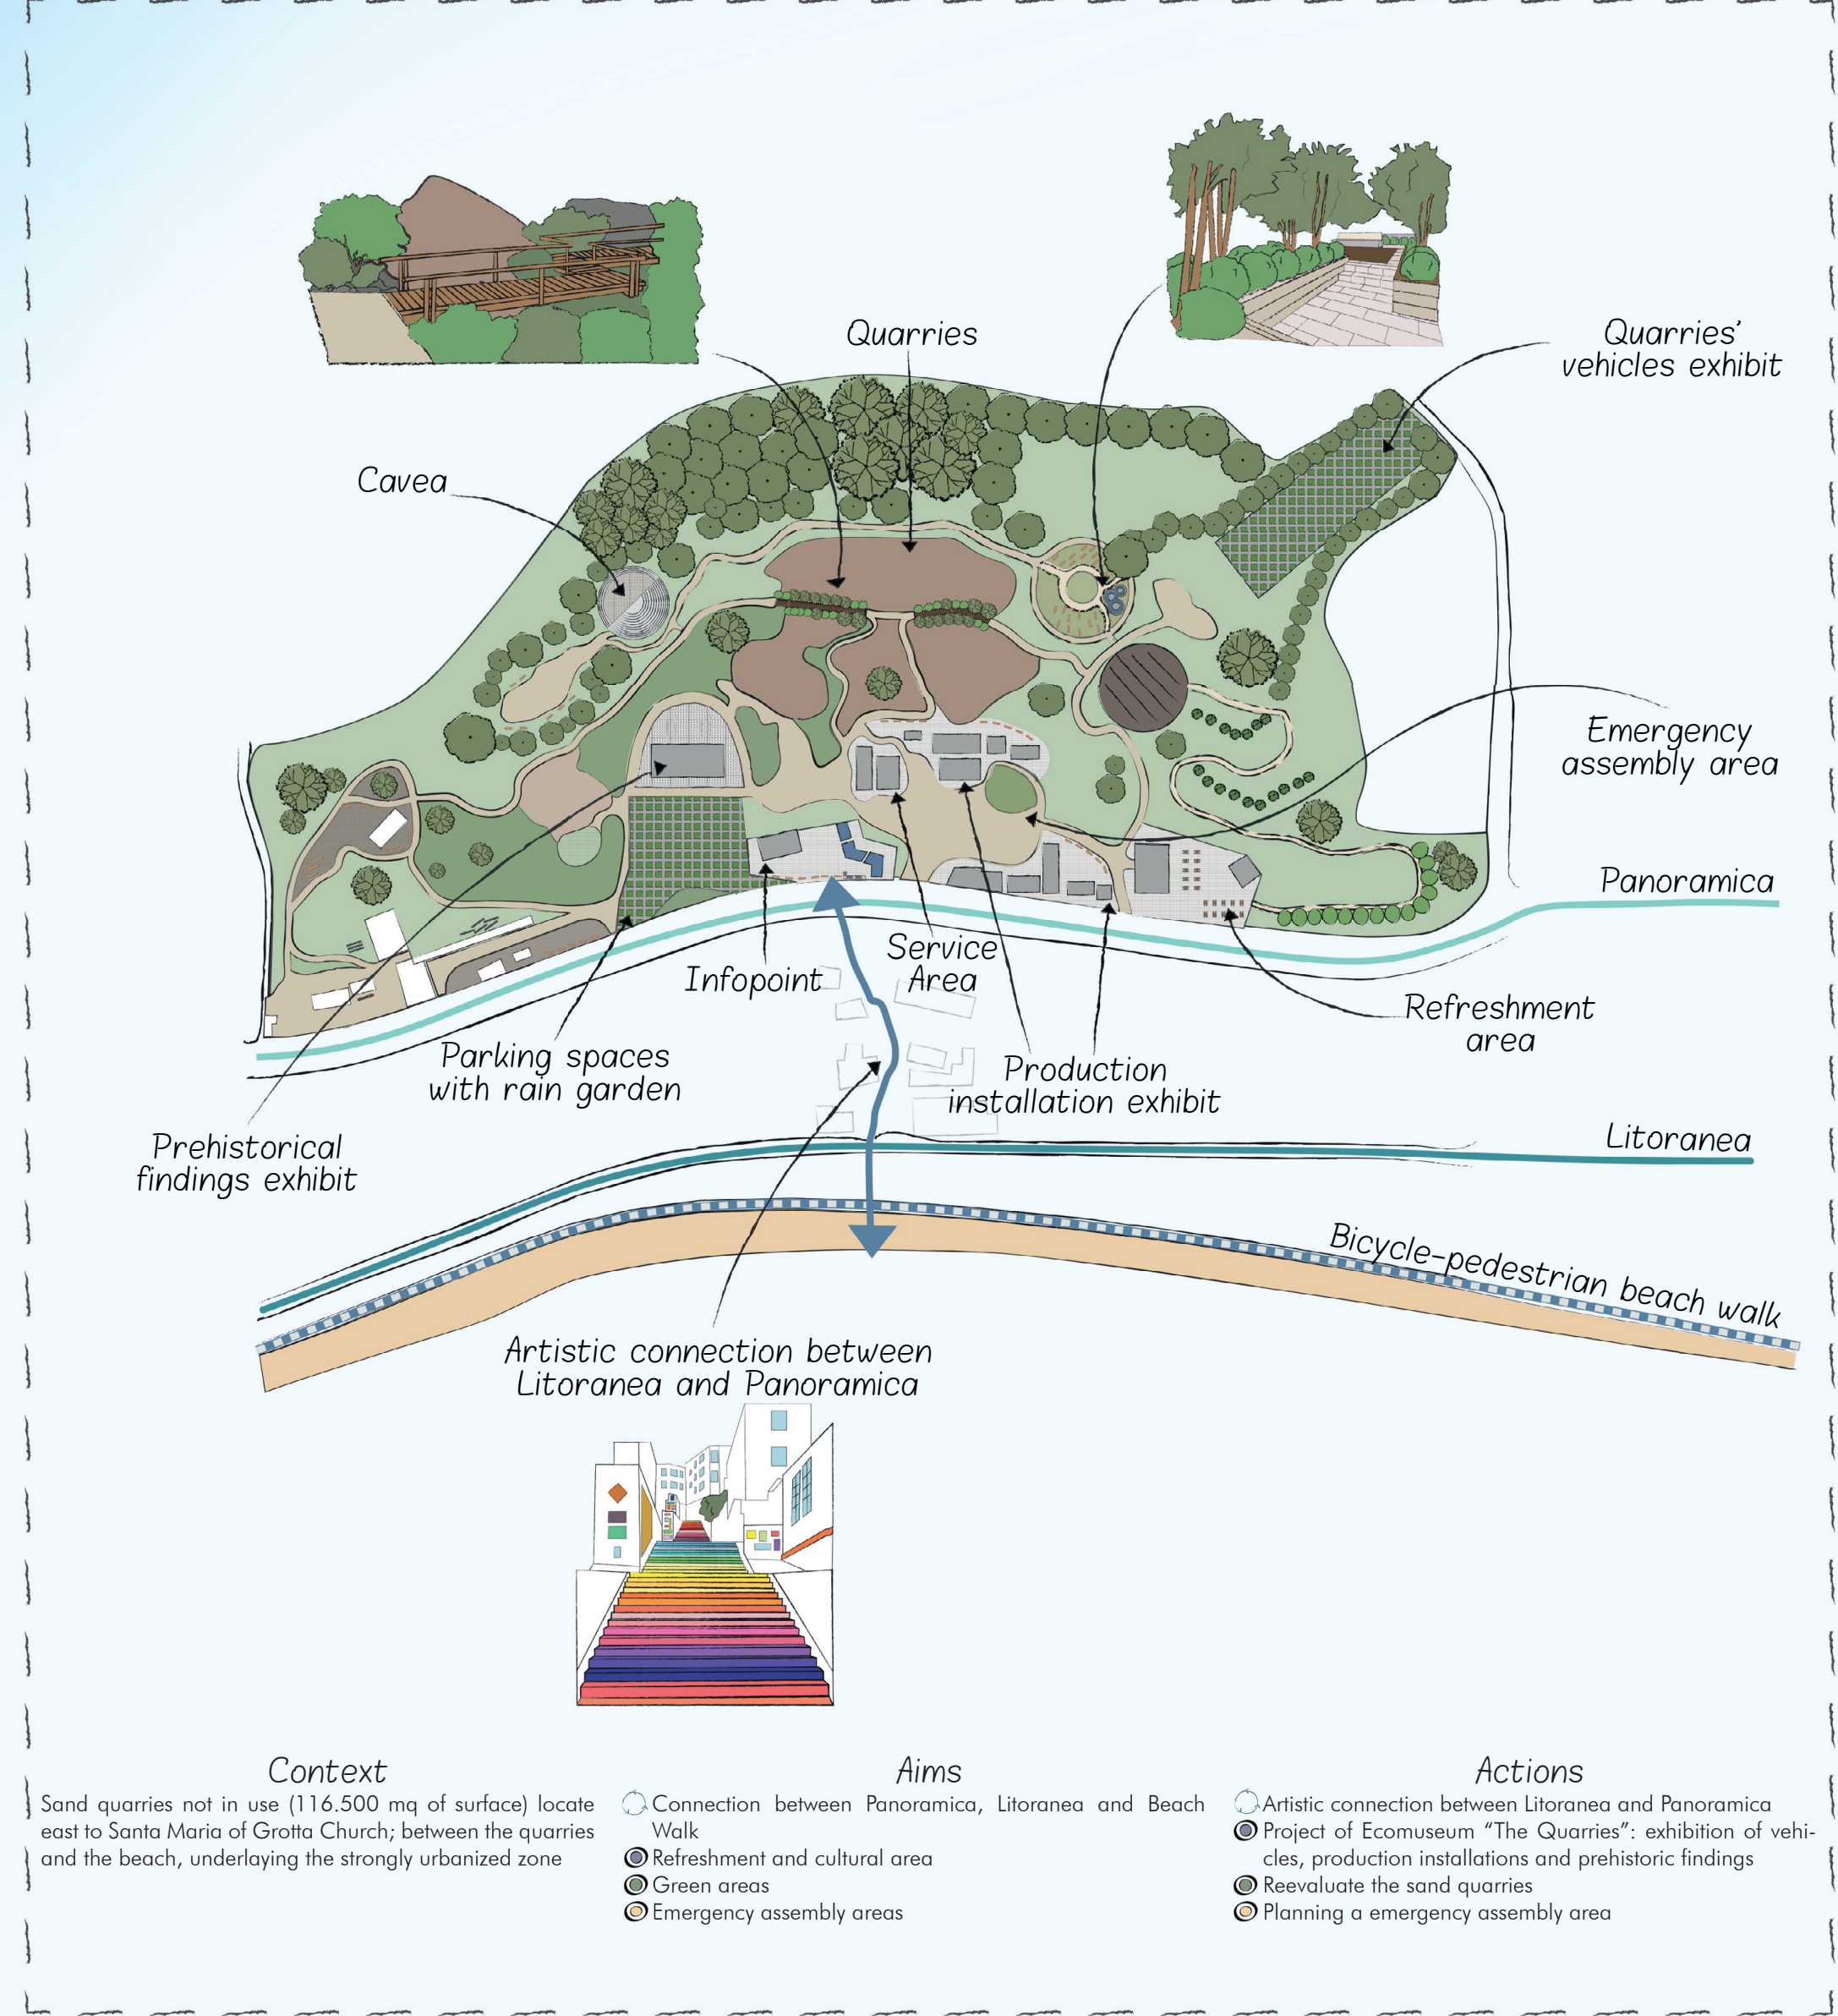 Quarries
Quarries'
vehicles exhibit
Cavea
Emergency
assembly area
Panoramica
Service
Area
Infopoint
Refreshment
area
Parking spaces
with rain garden
Production
installation exhibit
Prehistorical
findings exhibit
Litoranea
Bicycle-pedestrian beach walk
Artistic connection between
Litoranea and Panoramica
Context
Sand quarries not in use (116.500 mq of surface) locate
east to Santa Maria of Grotta Church; between the quarries
and the beach, underlaying the strongly urbanized zone
Aims
Connection between Panoramica, Litoranea and Beach
Walk
Refreshment and cultural area
Green areas
Emergency assembly areas
Actions
Artistic connection between Litoranea and Panoramica
Project of Ecomuseum “The Quarries”: exhibition of vehi-
cles, production installations and prehistoric findings
Reevaluate the sand quarries
Planning a emergency assembly area